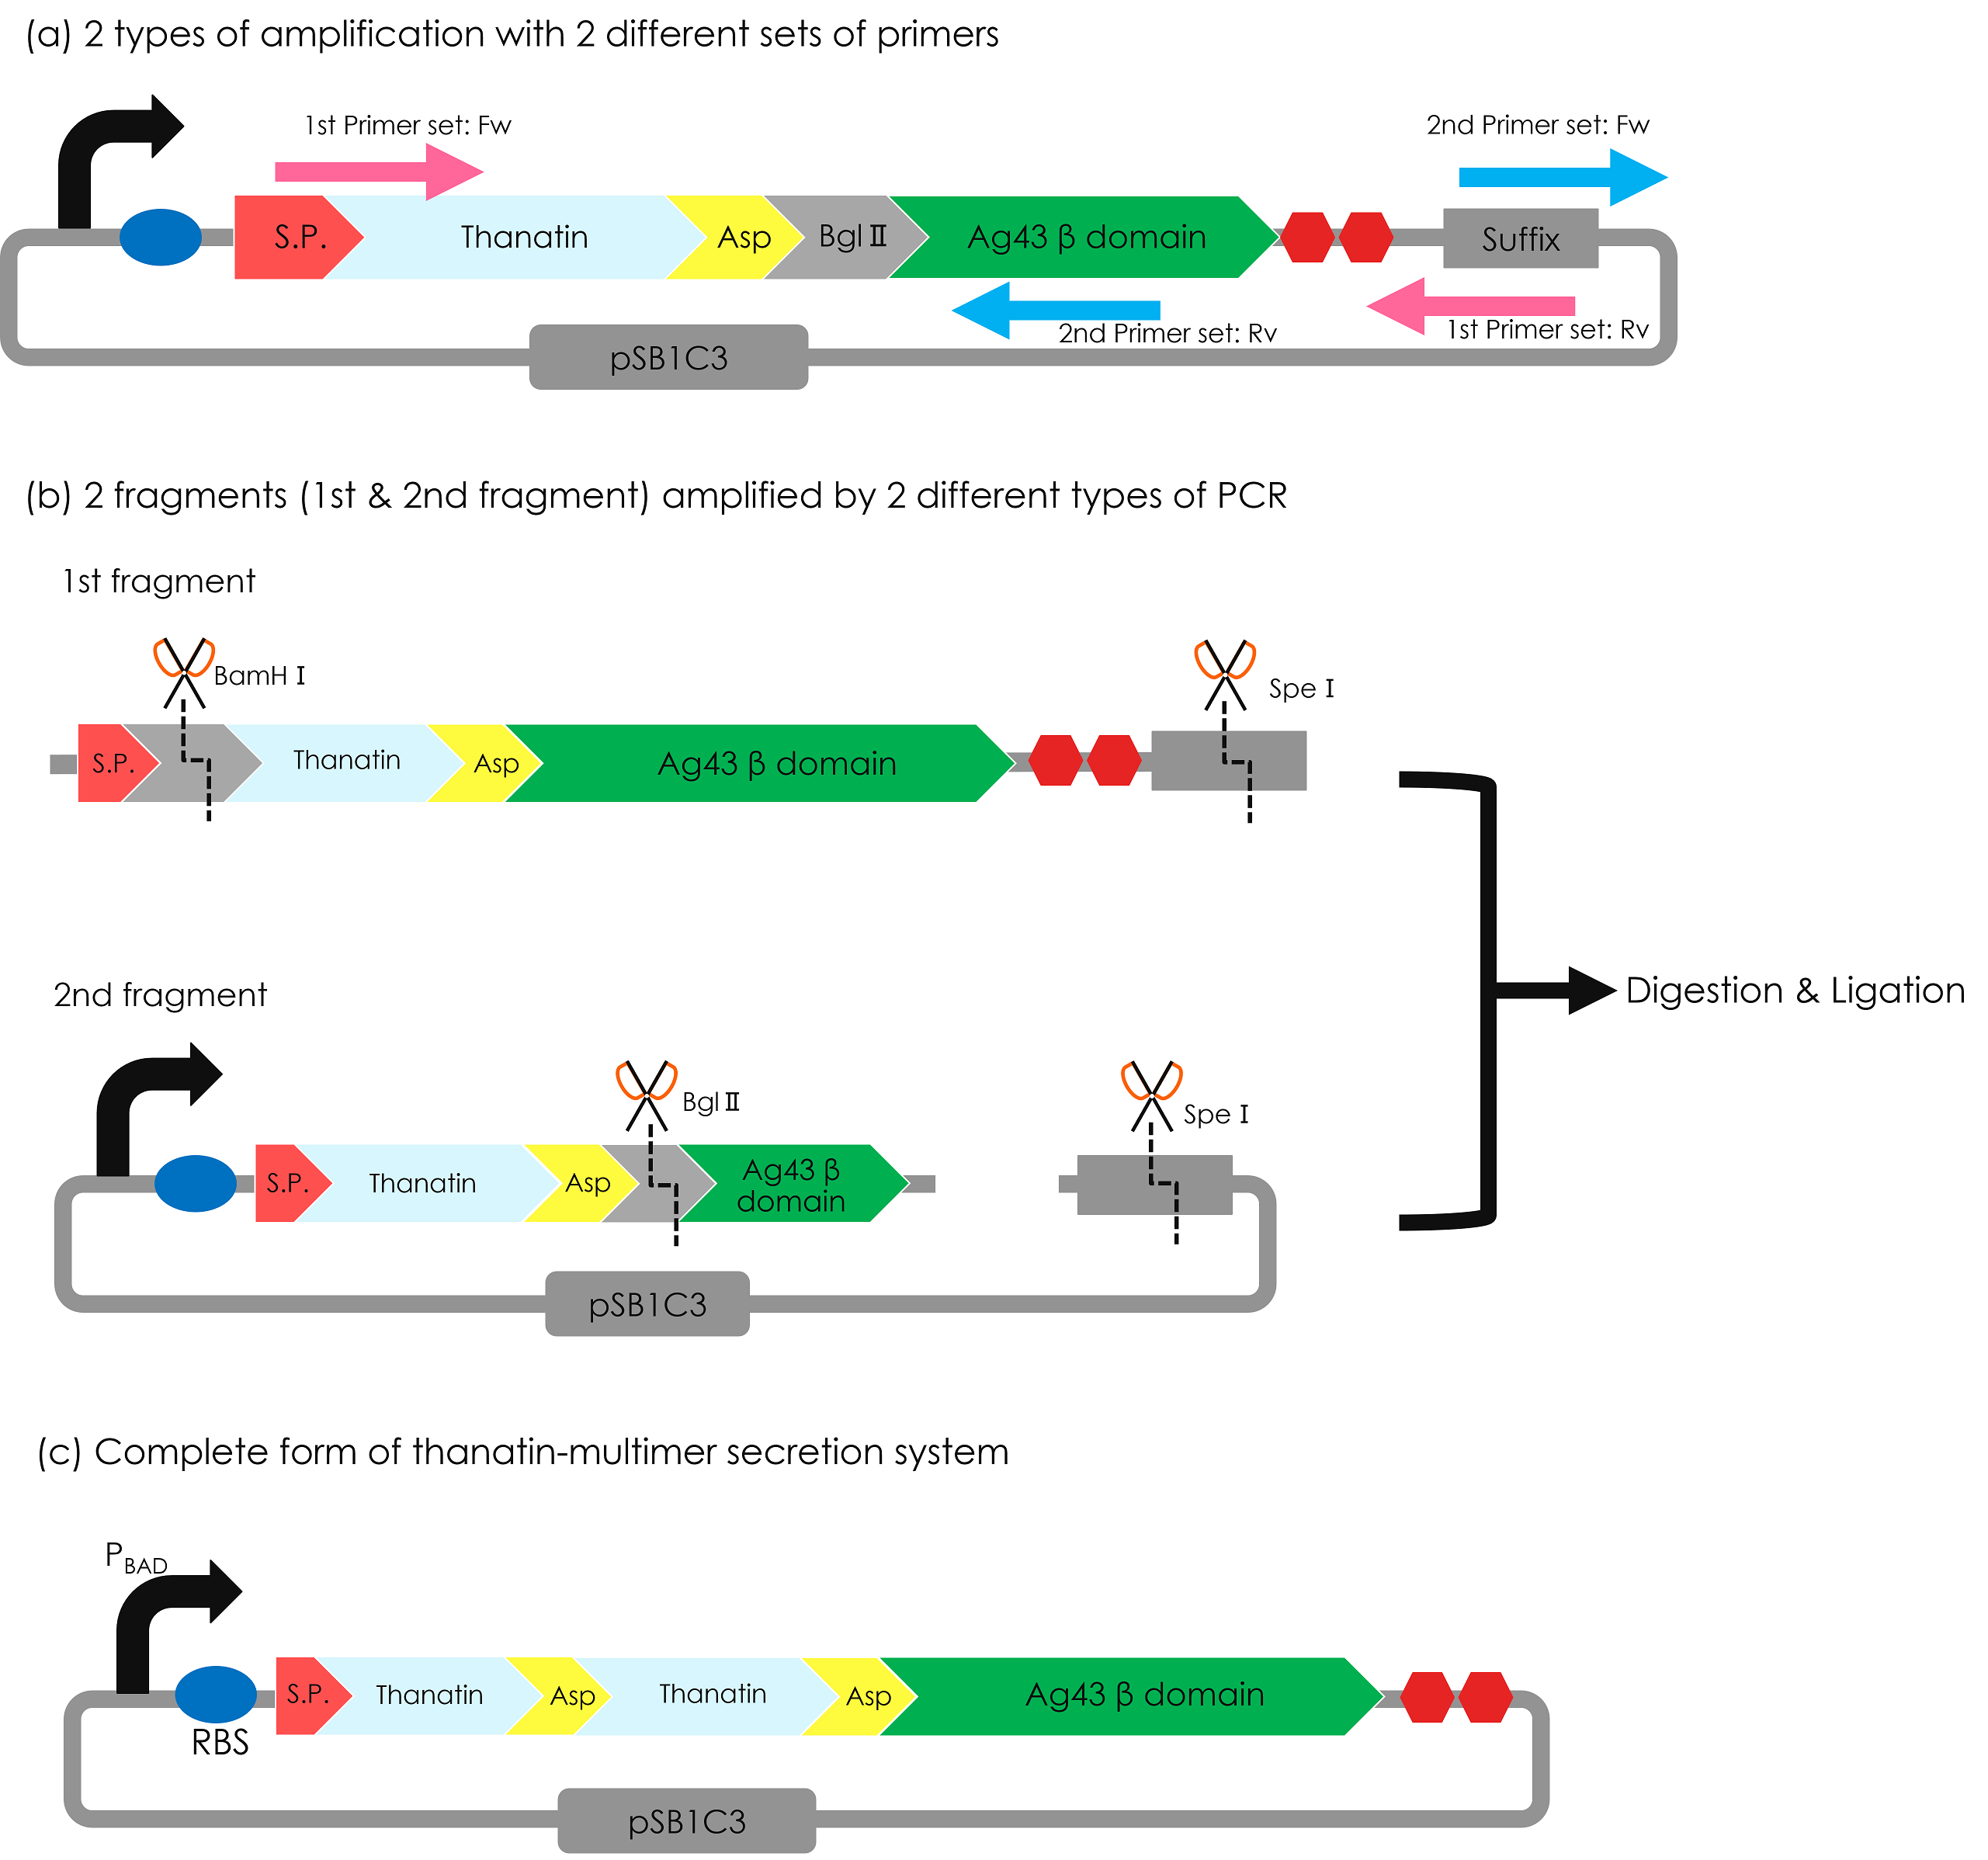 (a) 2 types of amplification with 2 different sets of primers
1st Primer set: Fw
2nd Primer set: Fw
S.P.
Thanatin
Asp
Bgl Ⅱ
Ag43 β domain
Suffix
2nd Primer set: Rv
1st Primer set: Rv
pSB1C3
(b) 2 fragments (1st & 2nd fragment) amplified by 2 different types of PCR
1st fragment
BamH Ⅰ
Spe Ⅰ
S.P.
Thanatin
Asp
Ag43 β domain
2nd fragment
Digestion & Ligation
Bgl Ⅱ
Spe Ⅰ
S.P.
Thanatin
Asp
Ag43 β
domain
pSB1C3
(c) Complete form of thanatin-multimer secretion system
PBAD
S.P.
Thanatin
Asp
Thanatin
Asp
Ag43 β domain
RBS
pSB1C3